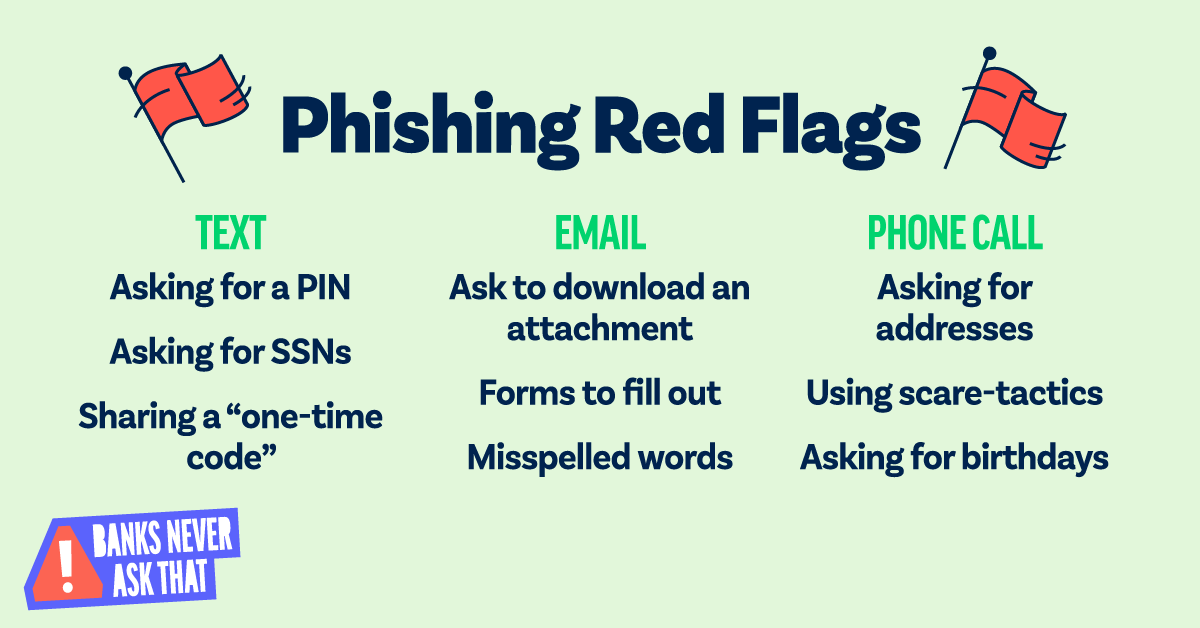 Phishing Red Flags
TEXT
Asking for a PIN
Asking for SSNs
Sharing a “one-time
code”
EMAIL
Ask to download an
attachment
Forms to fill out
Misspelled words
PHONE CALL
Asking for
addresses
Using scare-tactics
Asking for birthdays
! BANKS NEVER
ASK THAT